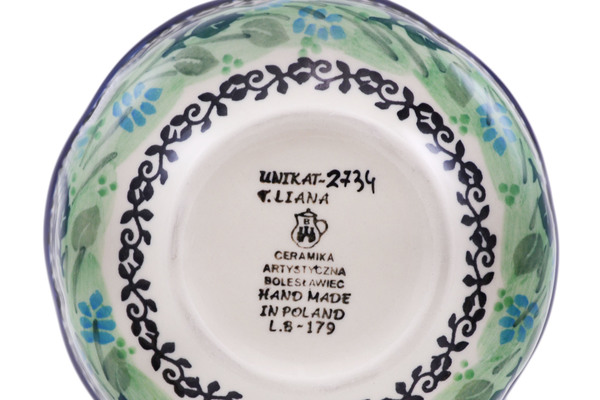 UNIKAT-2734
T.LIANA
B
CERAMIKA
ARTYSTYCZNA
BOLESŁAWIEC
HAND MADE
IN POLAND
L.B-179